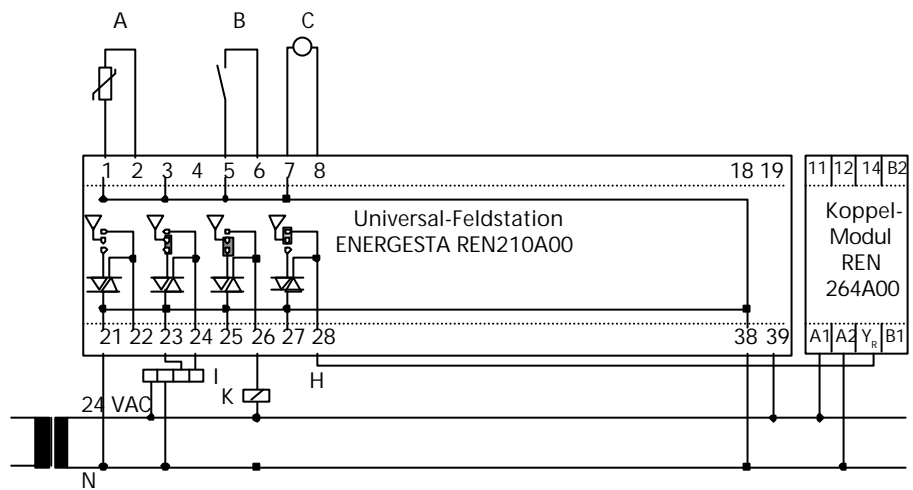 A B C
1 2 3 4 5 6 7 8 18 19
11 12 14 B2
Universal-Feldstation
ENERGESTA REN210A00
Koppel-
Modul
REN
264A00
21 22 23 24 25 26 27 28 38 39
A1 A2 YR B1
I
K
H
24 VAC
N